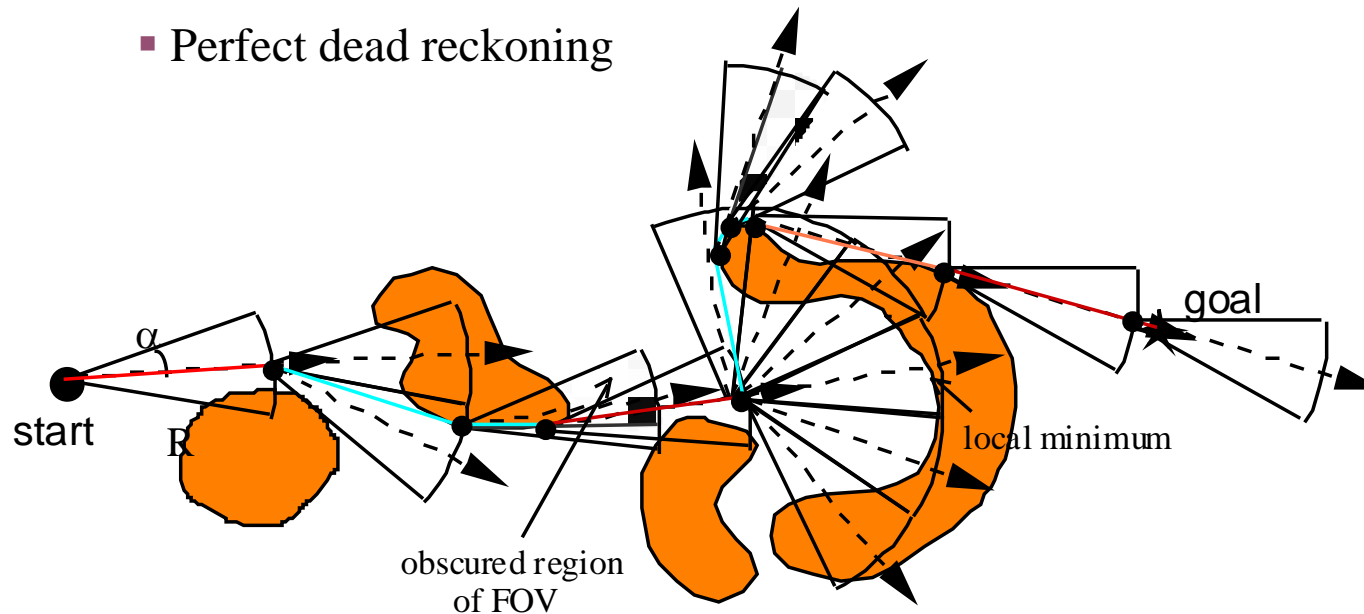 ▪ Perfect dead reckoning
α
goal
start
R
local minimum
obscured region
of FOV